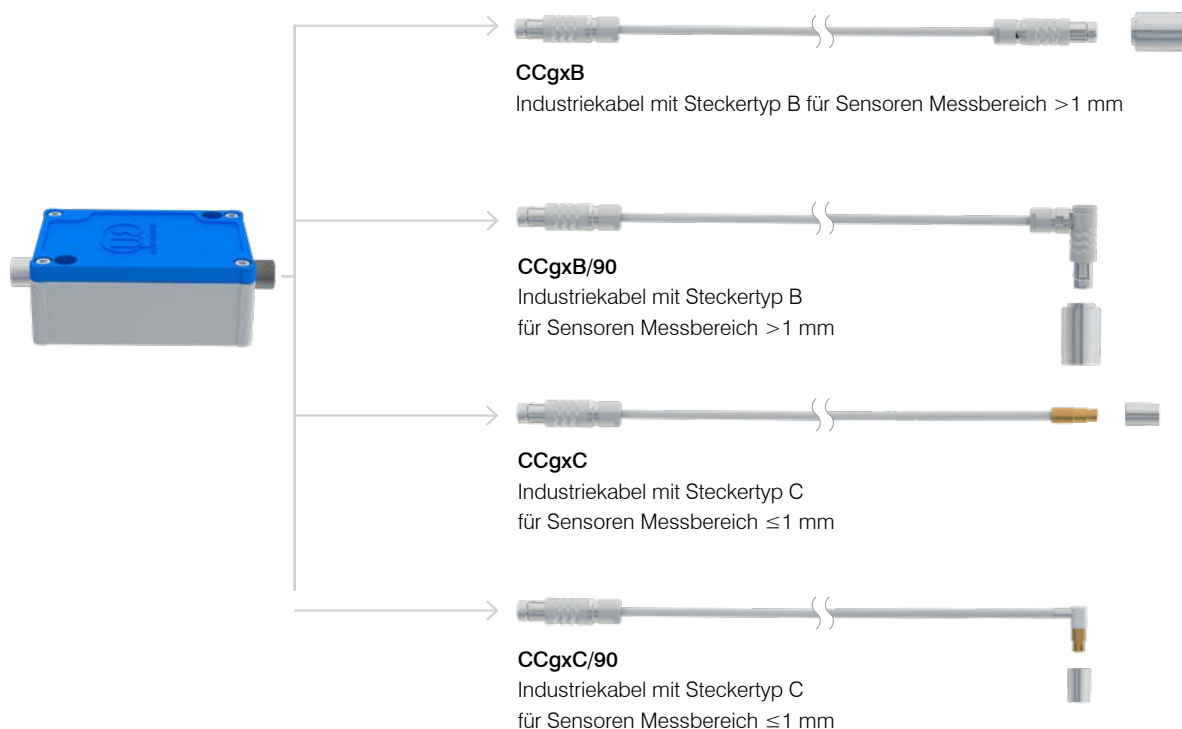 CCgxB
Industriekabel mit Steckertyp B für Sensoren Messbereich >1 mm
CCgxB/90
Industriekabel mit Steckertyp B
für Sensoren Messbereich >1 mm
CCgxC
Industriekabel mit Steckertyp C
für Sensoren Messbereich ≤1 mm
CCgxC/90
Industriekabel mit Steckertyp C
für Sensoren Messbereich ≤1 mm